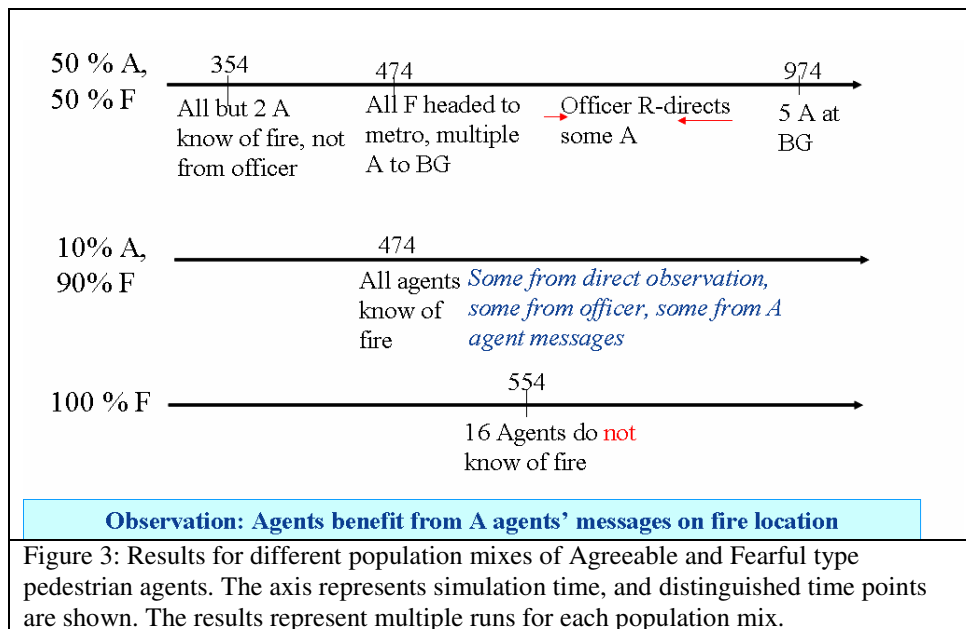 50 % A,
50 % F
354
474
974
All but 2 A
know of fire, not
from officer
All F headed to
metro, multiple
A to BG
Officer R-directs
some A
5 A at
BG
10% A,
90% F
474
All agents
know of
fire
Some from direct observation,
some from officer, some from A
agent messages
100 % F
554
16 Agents do not
know of fire
Observation: Agents benefit from A agents’ messages on fire location
Figure 3: Results for different population mixes of Agreeable and Fearful type
pedestrian agents. The axis represents simulation time, and distinguished time points
are shown. The results represent multiple runs for each population mix.